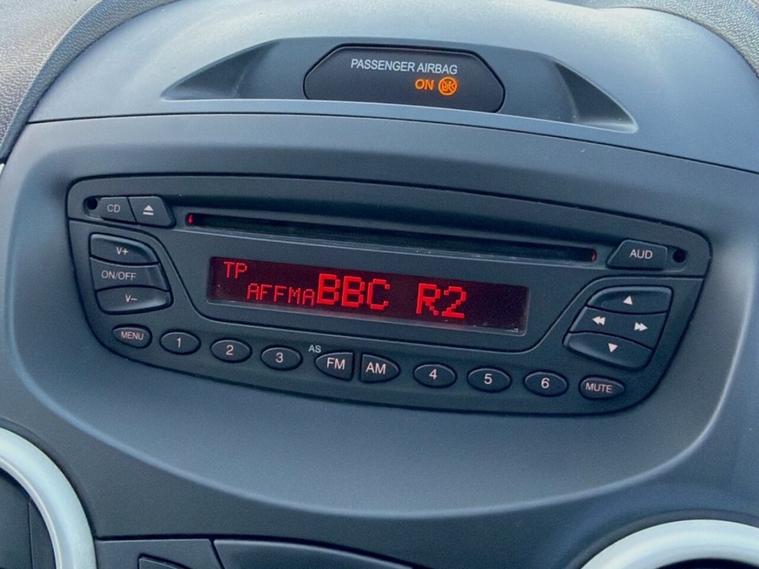 PASSENGER AIRBAG
ON
CD
AUD
V+
ON/OFF
V–
TP
AFFMA BBC R2
MENU 1 2 3 AS FM AM 4 5 6 MUTE